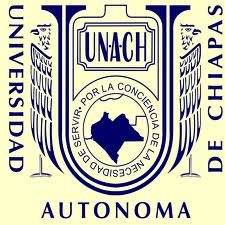 UNIVERSIDAD
UNACH
POR LA CONCIENCIA DE LA NECESIDAD DE SERVIR
AUTONOMA
DE CHIAPAS